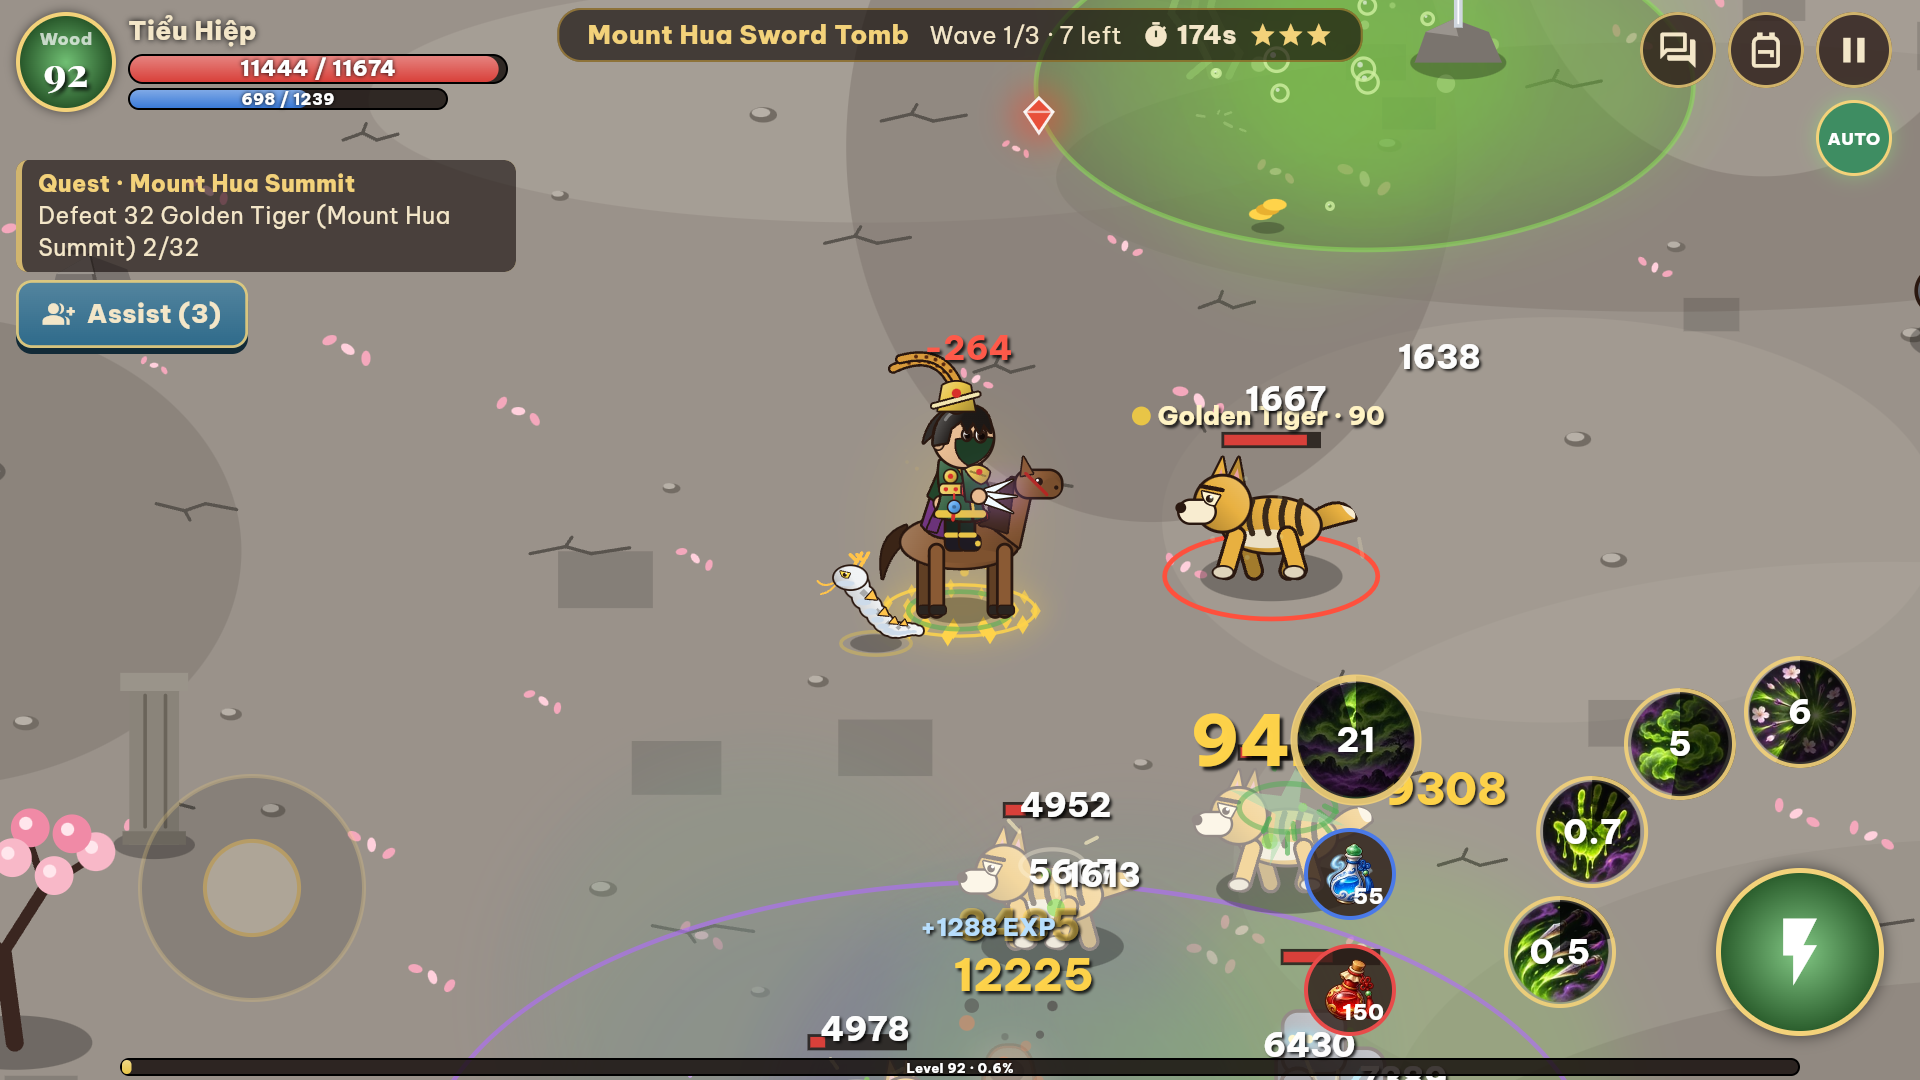 Wood
92
Tiểu Hiệp
11444 / 11674
698 / 1239
Mount Hua Sword Tomb Wave 1/3 · 7 left 174s
AUTO
Quest · Mount Hua Summit
Defeat 32 Golden Tiger (Mount Hua
Summit) 2/32
Assist (3)
-264
1638
1667
Golden Tiger · 90
21
5
6
9308
4952
0.7
1613
55
+1288 EXP
12225
0.5
150
4978
6430
Level 92 · 0.6%